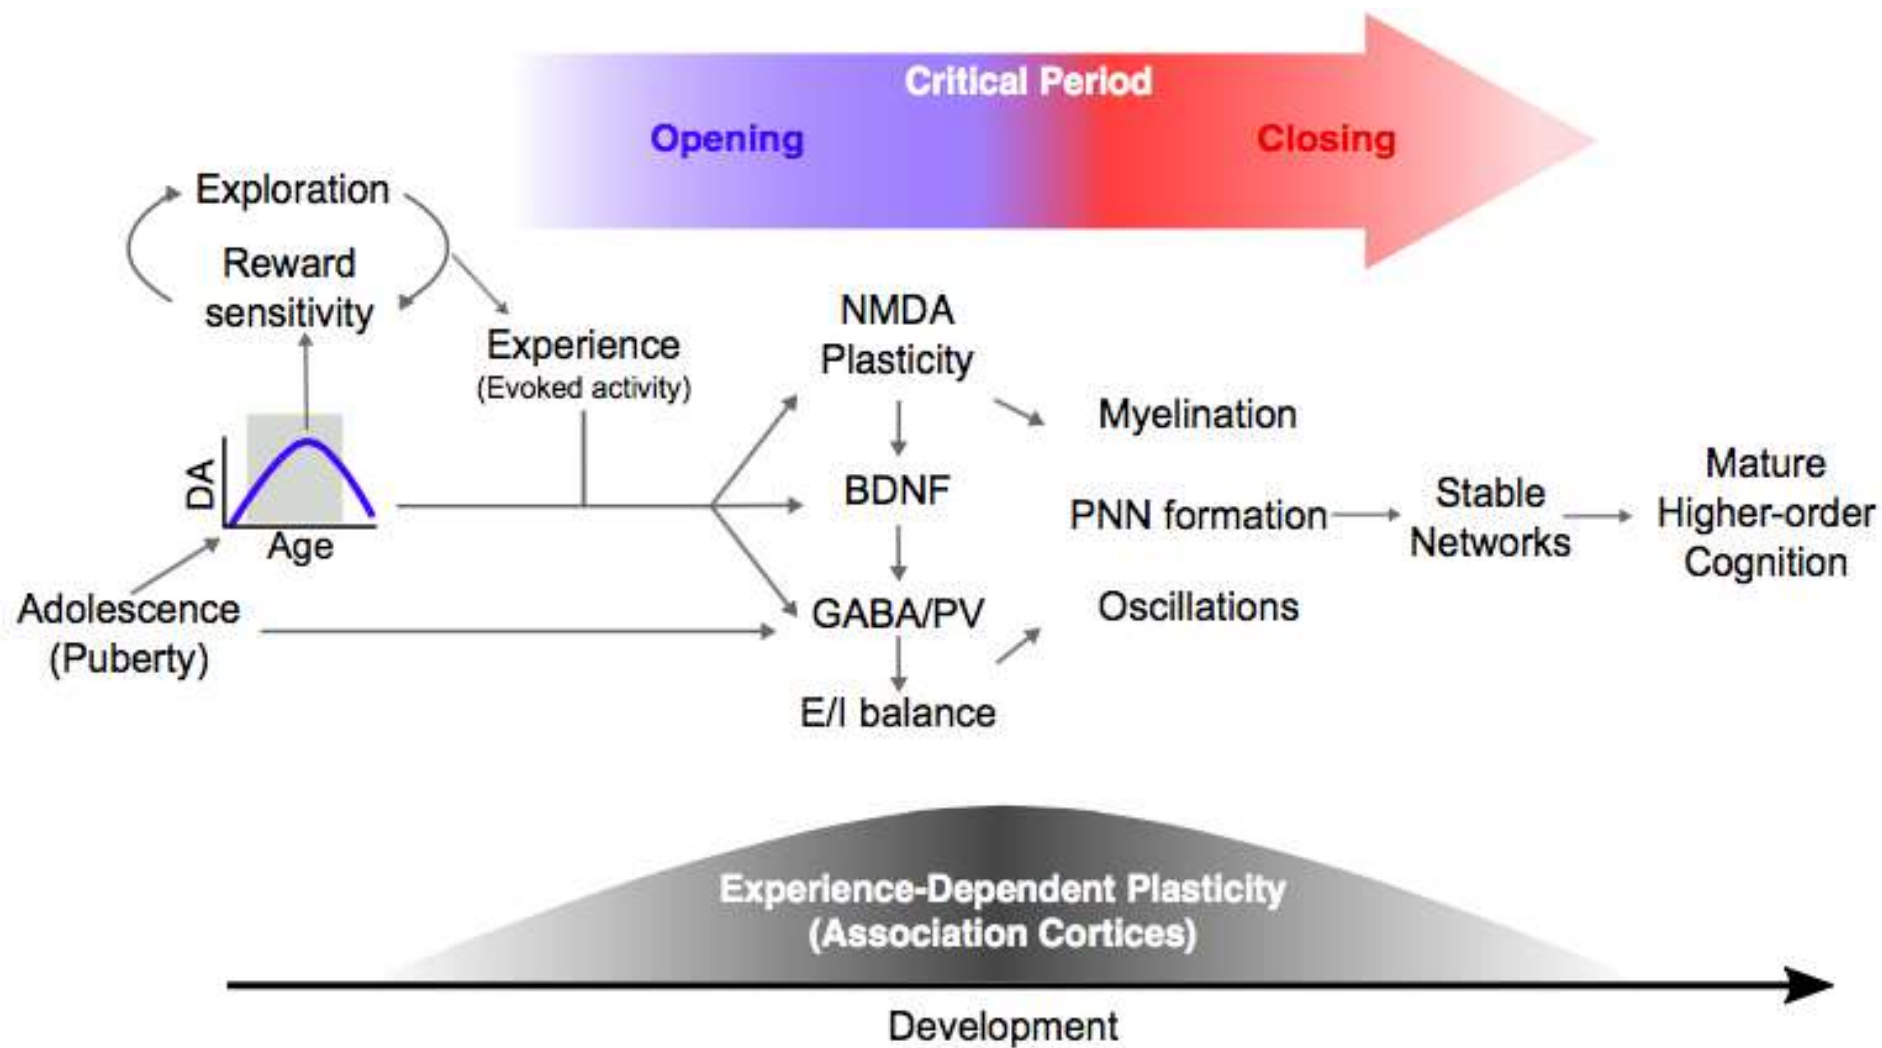 Critical Period
Opening
Closing
Exploration
Reward
sensitivity
Experience
(Evoked activity)
DA
Age
Adolescence
(Puberty)
NMDA
Plasticity
BDNF
GABA/PV
E/I balance
Myelination
PNN formation
Oscillations
Stable
Networks
Mature
Higher-order
Cognition
Experience-Dependent Plasticity
(Association Cortices)
Development